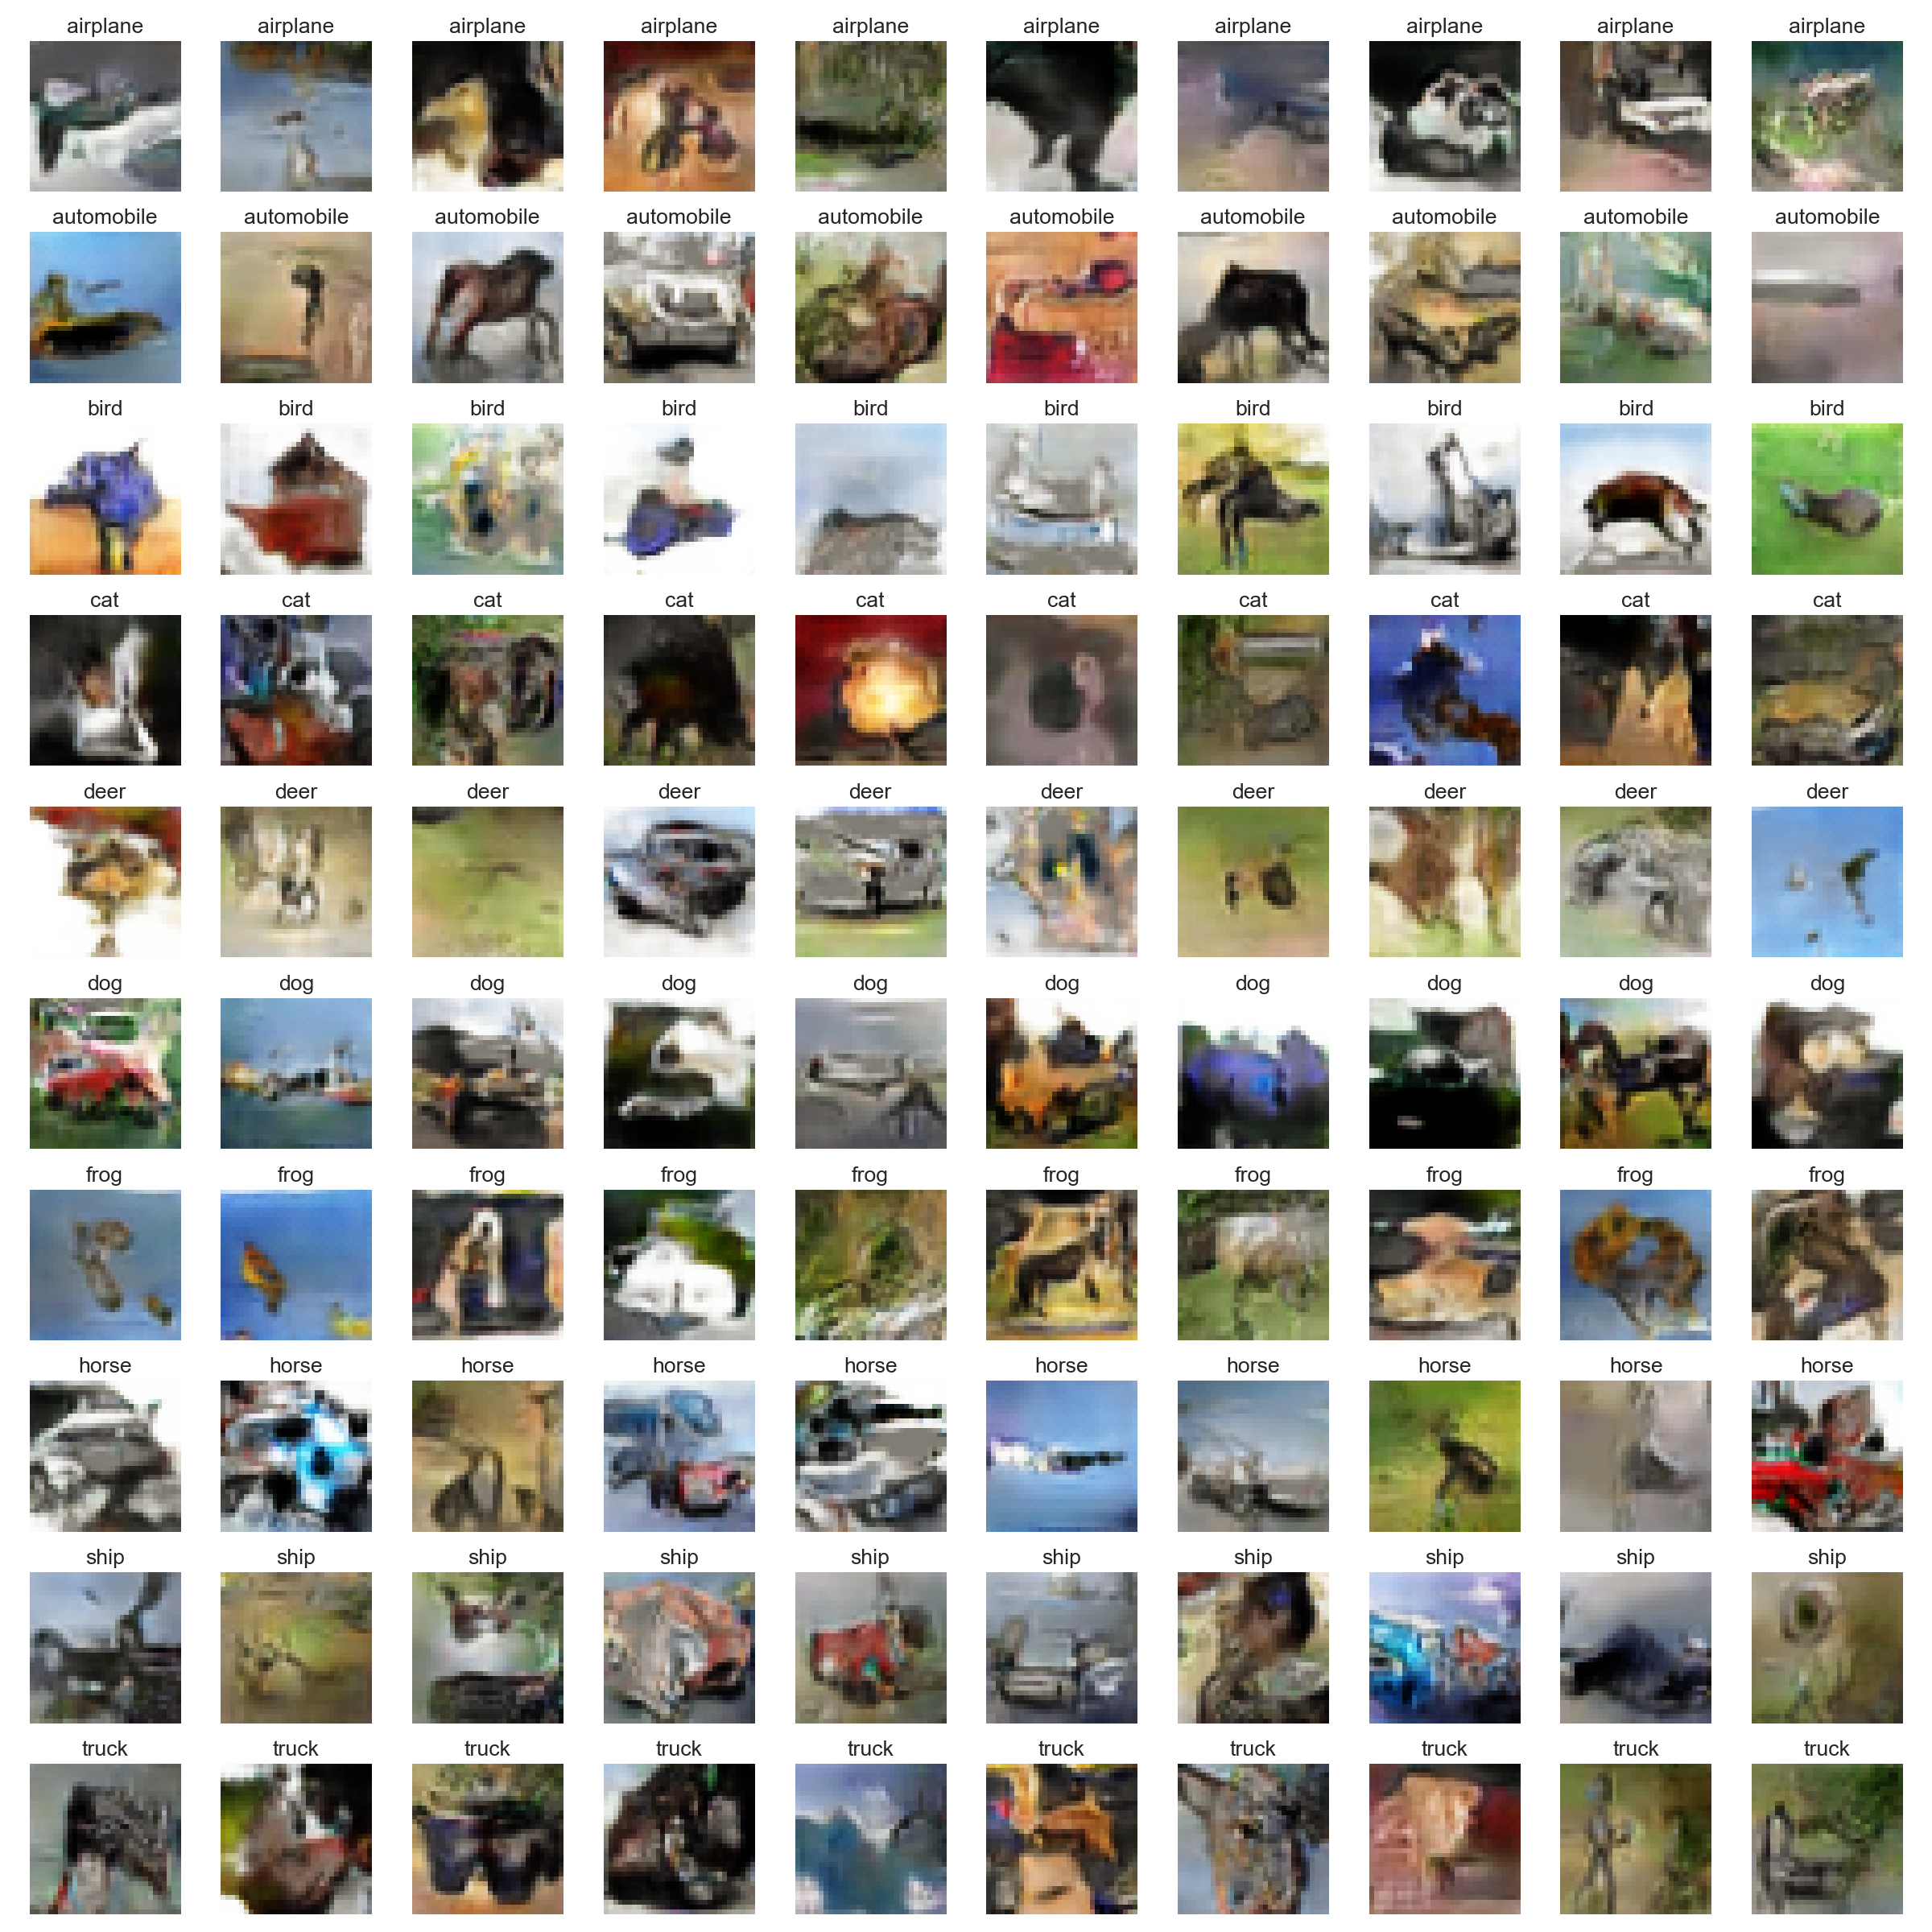 airplane airplane airplane airplane airplane airplane airplane airplane airplane airplane
automobile automobile automobile automobile automobile automobile automobile automobile automobile automobile
bird bird bird bird bird bird bird bird bird bird
cat cat cat cat cat cat cat cat cat cat
deer deer deer deer deer deer deer deer deer deer
dog dog dog dog dog dog dog dog dog dog
frog frog frog frog frog frog frog frog frog frog
horse horse horse horse horse horse horse horse horse horse
ship ship ship ship ship ship ship ship ship ship
truck truck truck truck truck truck truck truck truck truck